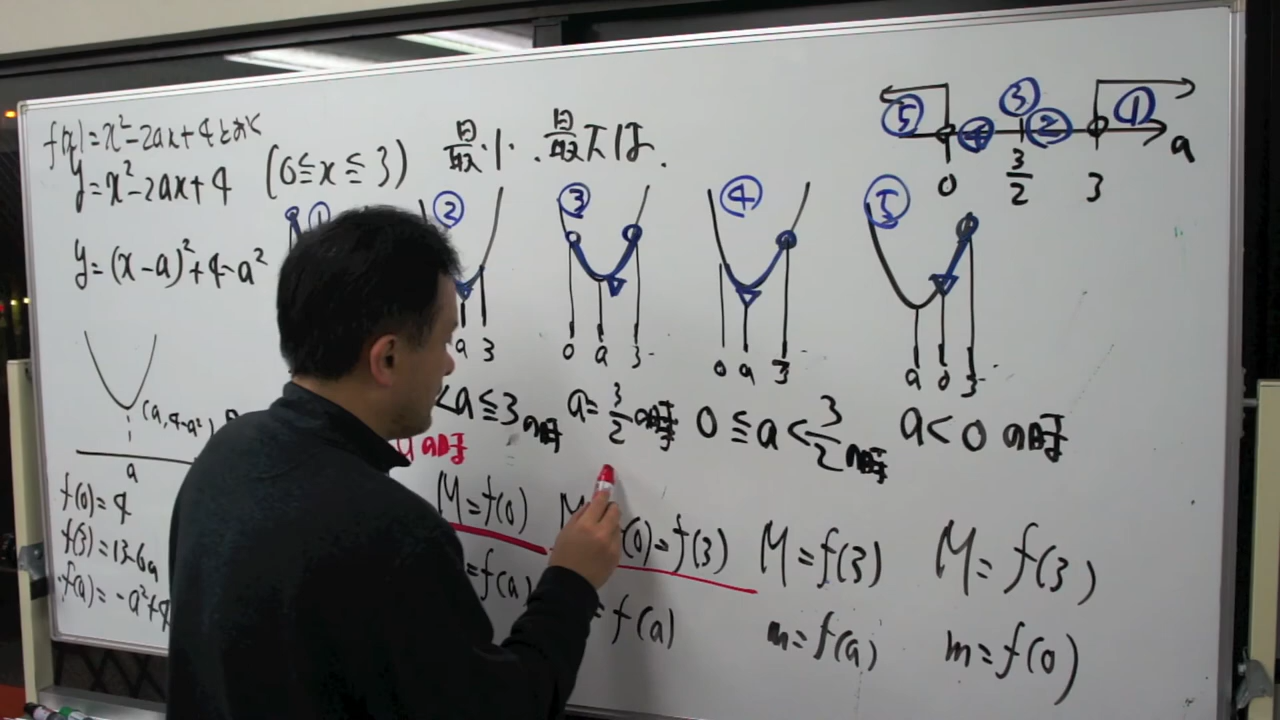 f(x)=x²-2ax+4とおく
y=x²-2ax+4 (0≦x≦3) 最小.最大は.
y=(x-a)²+4-a²
(a,4-a²)
a
f(0)=4
f(3)=13-6a
f(a)=-a²+4
①
② a 3
<a≦3の時
の時
M=f(0)
=f(a)
③ 0 a 3
a=3/2の時
M f(0)=f(3)
=f(a)
④ 0 a 3
0≦a<3/2の時
M=f(3)
m=f(a)
⑤ a 0 3
a<0の時
M=f(3)
m=f(0)
⑤ ④ ③ ② ① a
0 3/2 3